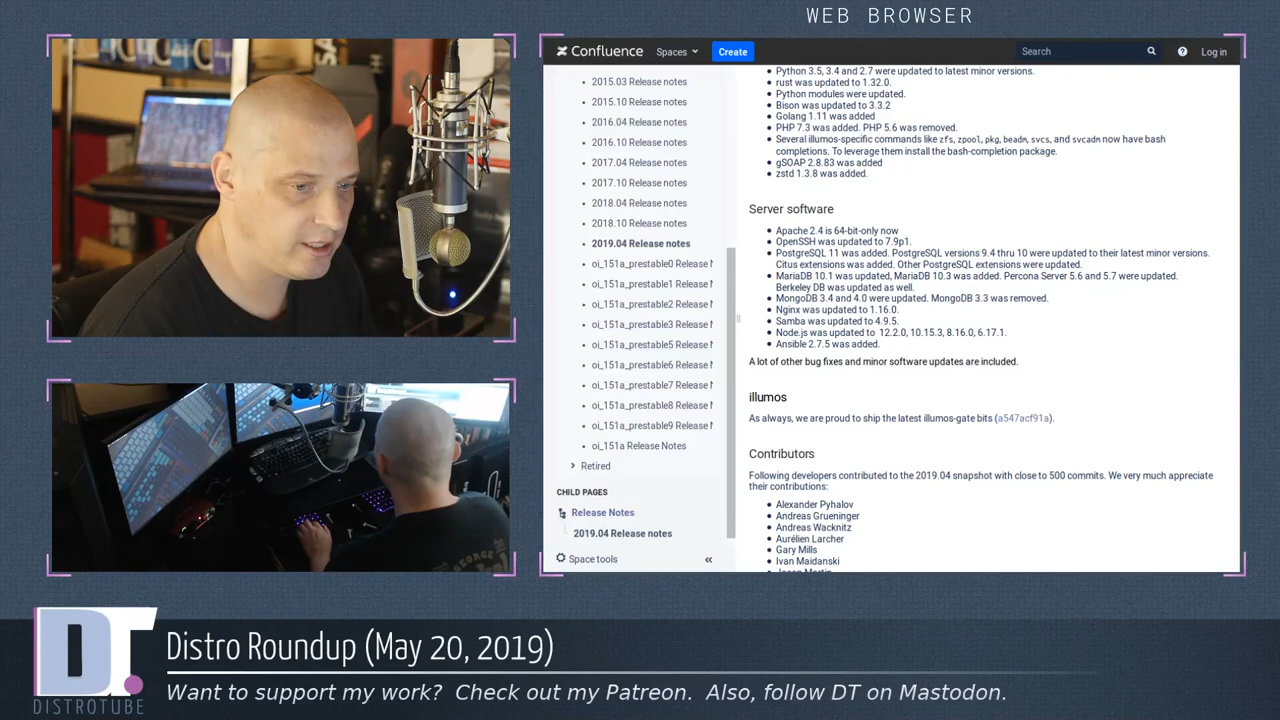 WEB BROWSER
Confluence
Spaces
Create
Search
Log in
2015.03 Release notes
2015.10 Release notes
2016.04 Release notes
2016.10 Release notes
2017.04 Release notes
2017.10 Release notes
2018.04 Release notes
2018.10 Release notes
2019.04 Release notes
oi_151a_prestable0 Release N
oi_151a_prestable1 Release N
oi_151a_prestable2 Release N
oi_151a_prestable3 Release N
oi_151a_prestable5 Release N
oi_151a_prestable6 Release N
oi_151a_prestable7 Release N
oi_151a_prestable8 Release N
oi_151a_prestable9 Release N
oi_151a Release Notes
Retired
CHILD PAGES
Release Notes
2019.04 Release notes
Space tools
Python 3.5, 3.4 and 2.7 were updated to latest minor versions.
rust was updated to 1.32.0.
Python modules were updated.
Bison was updated to 3.3.2
Golang 1.11 was added
PHP 7.3 was added. PHP 5.6 was removed.
Several illumos-specific commands like zfs, zpool, pkg, beadm, svcs, and svcadm now have bash
completions. To leverage them install the bash-completion package.
gSOAP 2.8.83 was added
zstd 1.3.8 was added.
Server software
Apache 2.4 is 64-bit-only now
OpenSSH was updated to 7.9p1.
PostgreSQL 11 was added. PostgreSQL versions 9.4 thru 10 were updated to their latest minor versions.
Citus extensions was added. Other PostgreSQL extensions were updated.
MariaDB 10.1 was updated, MariaDB 10.3 was added. Percona Server 5.6 and 5.7 were updated.
Berkeley DB was updated as well.
MongoDB 3.4 and 4.0 were updated. MongoDB 3.3 was removed.
Nginx was updated to 1.16.0.
Samba was updated to 4.9.5.
Node.js was updated to 12.2.0, 10.15.3, 8.16.0, 6.17.1.
Ansible 2.7.5 was added.
A lot of other bug fixes and minor software updates are included.
illumos
As always, we are proud to ship the latest illumos-gate bits (a547acf91a).
Contributors
Following developers contributed to the 2019.04 snapshot with close to 500 commits. We very much appreciate
their contributions:
Alexander Pyhalov
Andreas Grueninger
Andreas Wacknitz
Aurélien Larcher
Gary Mills
Ivan Maidanski
DT
DISTROTUBE
Distro Roundup (May 20, 2019)
Want to support my work? Check out my Patreon. Also, follow DT on Mastodon.